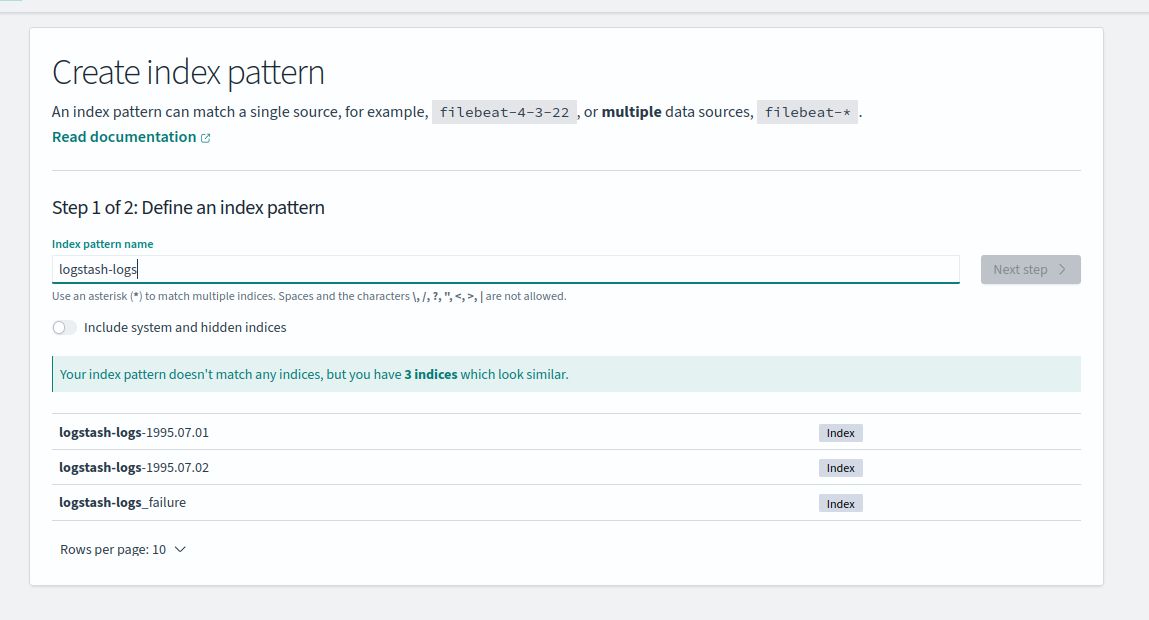 Create index pattern
An index pattern can match a single source, for example, filebeat-4-3-22 , or multiple data sources, filebeat-* .
Read documentation
Step 1 of 2: Define an index pattern
Index pattern name
logstash-logs
Next step
Use an asterisk (*) to match multiple indices. Spaces and the characters \, /, ?, ", <, >, | are not allowed.
Include system and hidden indices
Your index pattern doesn't match any indices, but you have 3 indices which look similar.
logstash-logs-1995.07.01 Index
logstash-logs-1995.07.02 Index
logstash-logs_failure Index
Rows per page: 10